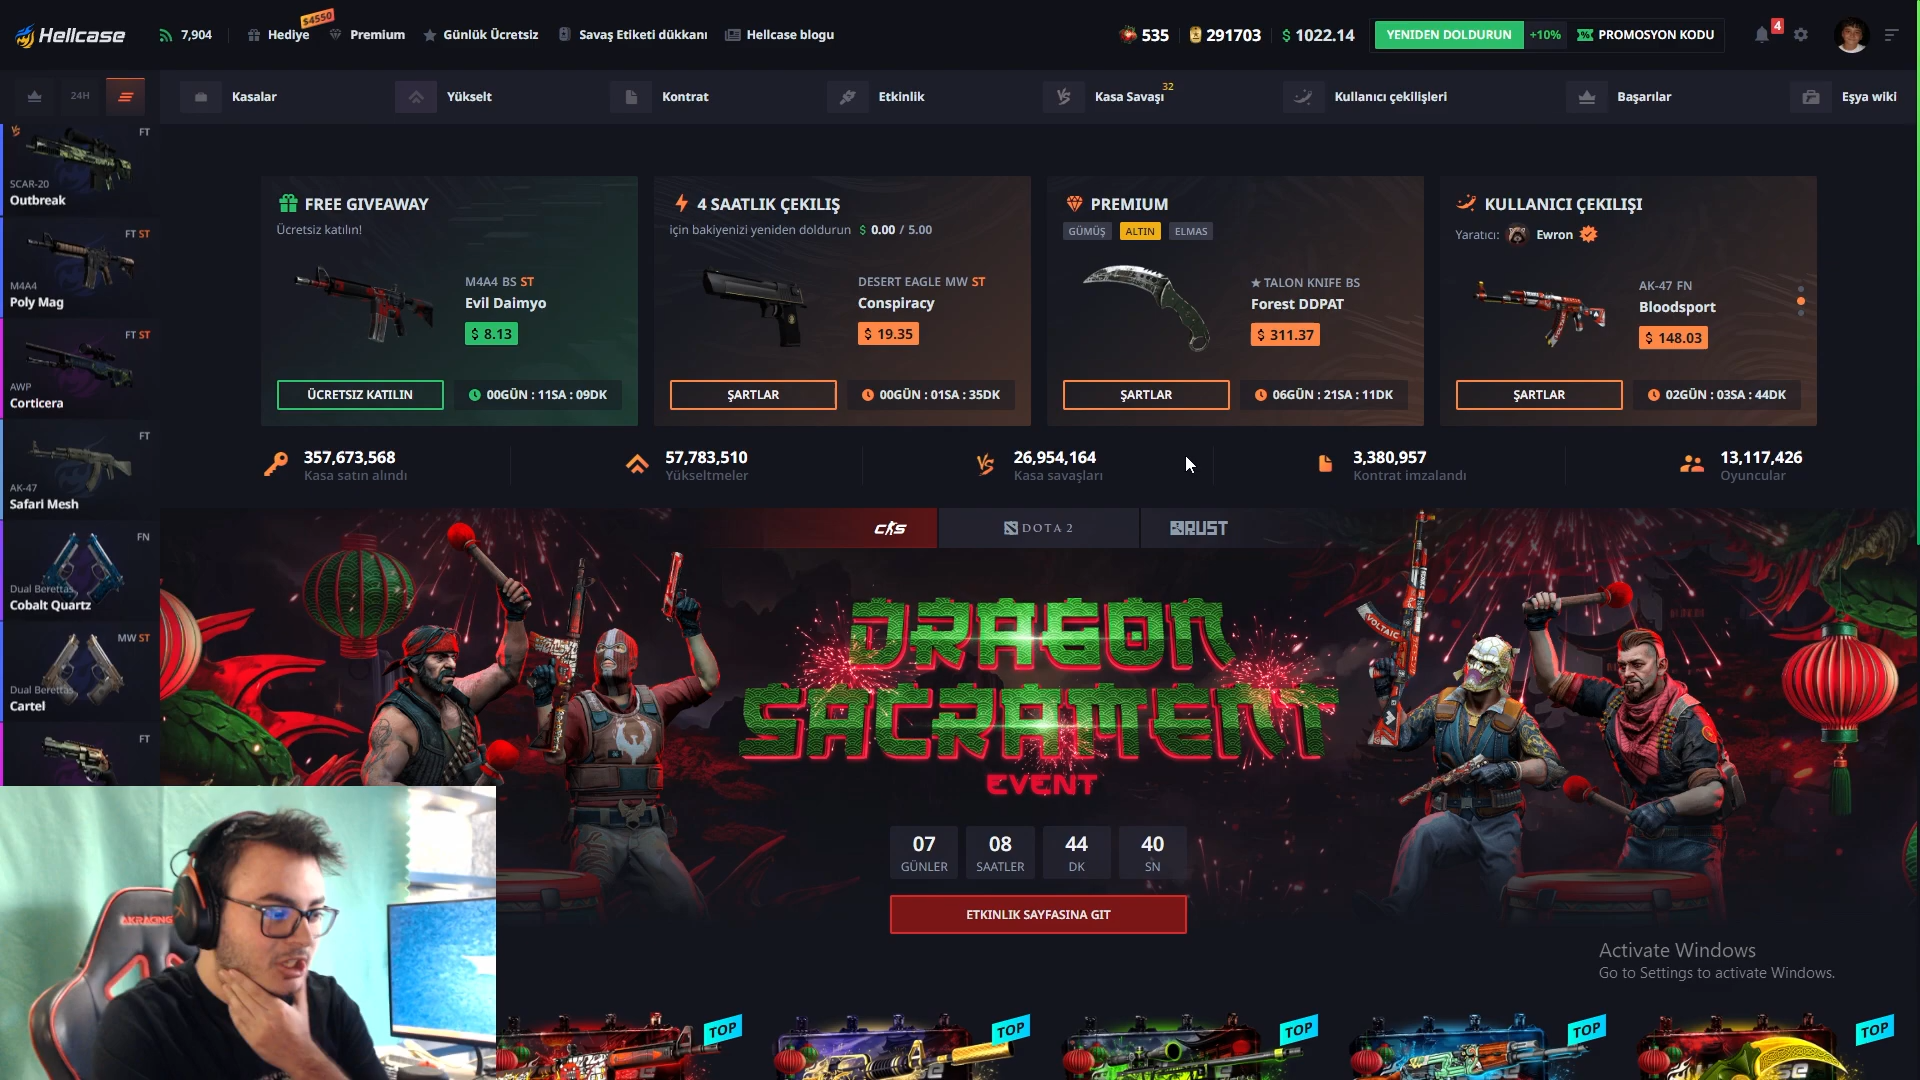 Hellcase
7,904
Hediye
$4550
Premium
Günlük Ücretsiz
Savaş Etiketi dükkanı
Hellcase blogu
535
291703
$ 1022.14
YENIDEN DOLDURUN
+10%
PROMOSYON KODU
4
24H
Kasalar
Yükselt
Kontrat
Etkinlik
Kasa Savaşı
32
Kullanıcı çekilişleri
Başarılar
Eşya wiki
FT
SCAR-20
Outbreak
FT ST
M4A4
Poly Mag
FT ST
AWP
Corticera
FT
AK-47
Safari Mesh
FN
Dual Berettas
Cobalt Quartz
MW ST
Dual Berettas
Cartel
FT
FREE GIVEAWAY
Ücretsiz katılın!
M4A4 BS ST
Evil Daimyo
$ 8.13
ÜCRETSIZ KATILIN
00GÜN : 11SA : 09DK
4 SAATLIK ÇEKILIŞ
için bakiyenizi yeniden doldurun $ 0.00 / 5.00
DESERT EAGLE MW ST
Conspiracy
$ 19.35
ŞARTLAR
00GÜN : 01SA : 35DK
PREMIUM
GÜMÜŞ
ALTIN
ELMAS
★ TALON KNIFE BS
Forest DDPAT
$ 311.37
ŞARTLAR
06GÜN : 21SA : 11DK
KULLANICI ÇEKILIŞI
Yaratıcı:
Ewron
AK-47 FN
Bloodsport
$ 148.03
ŞARTLAR
02GÜN : 03SA : 44DK
357,673,568
Kasa satın alındı
57,783,510
Yükseltmeler
VS
26,954,164
Kasa savaşları
3,380,957
Kontrat imzalandı
13,117,426
Oyuncular
CS
DOTA 2
RUST
DRAGON
SACRAMENT
EVENT
VOLTAIC
07
GÜNLER
08
SAATLER
44
DK
40
SN
ETKINLIK SAYFASINA GIT
AKRACING
Activate Windows
Go to Settings to activate Windows.
TOP
TOP
TOP
TOP
TOP